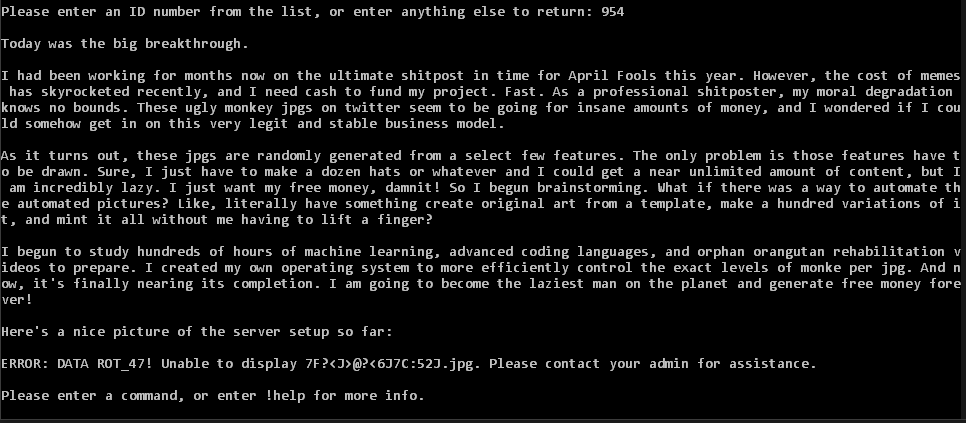 Please enter an ID number from the list, or enter anything else to return: 954
Today was the big breakthrough.
I had been working for months now on the ultimate shitpost in time for April Fools this year. However, the cost of memes
 has skyrocketed recently, and I need cash to fund my project. Fast. As a professional shitposter, my moral degradation
knows no bounds. These ugly monkey jpgs on twitter seem to be going for insane amounts of money, and I wondered if I cou
ld somehow get in on this very legit and stable business model.
As it turns out, these jpgs are randomly generated from a select few features. The only problem is those features have t
o be drawn. Sure, I just have to make a dozen hats or whatever and I could get a near unlimited amount of content, but I
 am incredibly lazy. I just want my free money, damnit! So I begun brainstorming. What if there was a way to automate th
e automated pictures? Like, literally have something create original art from a template, make a hundred variations of i
t, and mint it all without me having to lift a finger?
I begun to study hundreds of hours of machine learning, advanced coding languages, and orphan orangutan rehabilitation v
ideos to prepare. I created my own operating system to more efficiently control the exact levels of monke per jpg. And n
ow, it's finally nearing its completion. I am going to become the laziest man on the planet and generate free money fore
ver!
Here's a nice picture of the server setup so far:
ERROR: DATA ROT_47! Unable to display 7F?<J>@?<6J7C:52J.jpg. Please contact your admin for assistance.
Please enter a command, or enter !help for more info.